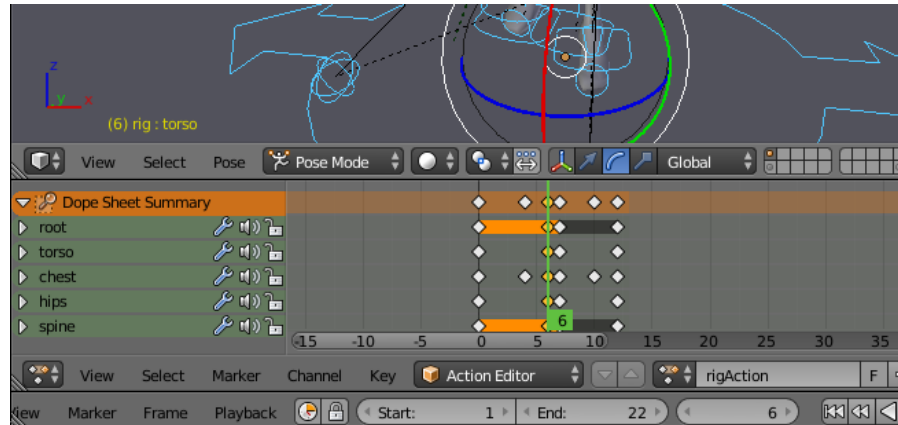 z
y x
(6) rig : torso
View Select Pose Pose Mode Global
Dope Sheet Summary
root
torso
chest
hips
spine
6
-15 -10 -5 0 5 10 15 20 25 30 35
View Select Marker Channel Key Action Editor rigAction F
View Marker Frame Playback Start: 1 End: 22 6